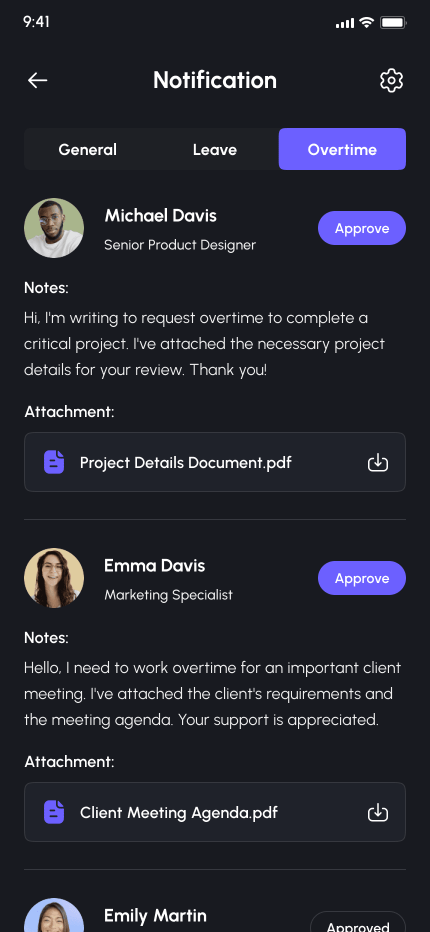 9:41
Notification
General Leave Overtime
Michael Davis
Senior Product Designer
Approve
Notes:
Hi, I'm writing to request overtime to complete a
critical project. I've attached the necessary project
details for your review. Thank you!
Attachment:
Project Details Document.pdf
Emma Davis
Marketing Specialist
Approve
Notes:
Hello, I need to work overtime for an important client
meeting. I've attached the client's requirements and
the meeting agenda. Your support is appreciated.
Attachment:
Client Meeting Agenda.pdf
Emily Martin
Approved